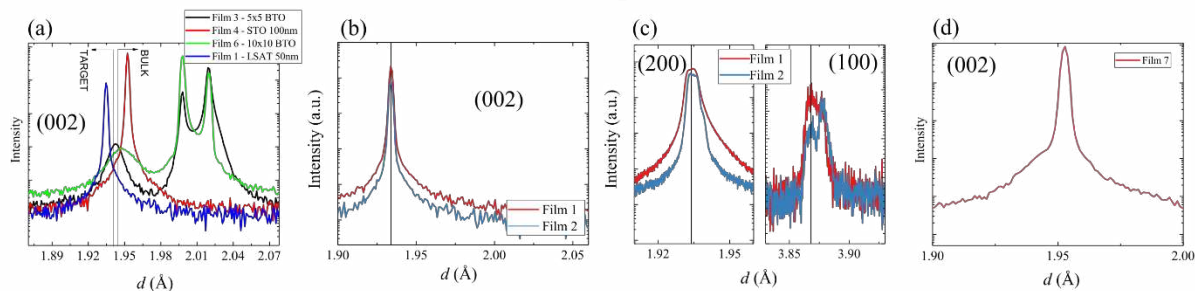 (a)
Film 3 - 5x5 BTO
Film 4 - STO 100nm
Film 6 - 10x10 BTO
Film 1 - LSAT 50nm
TARGET
BULK
(002)
Intensity
1.89 1.92 1.95 1.98 2.01 2.04 2.07
d (Å)
(b)
(002)
Film 1
Film 2
Intensity (a.u.)
1.90 1.95 2.00 2.05
d (Å)
(c)
(200)
Film 1
Film 2
(100)
Intensity (a.u.)
1.92 1.95
3.85 3.90
d (Å)
(d)
(002)
Film 7
Intensity
1.90 1.95 2.00
d (Å)